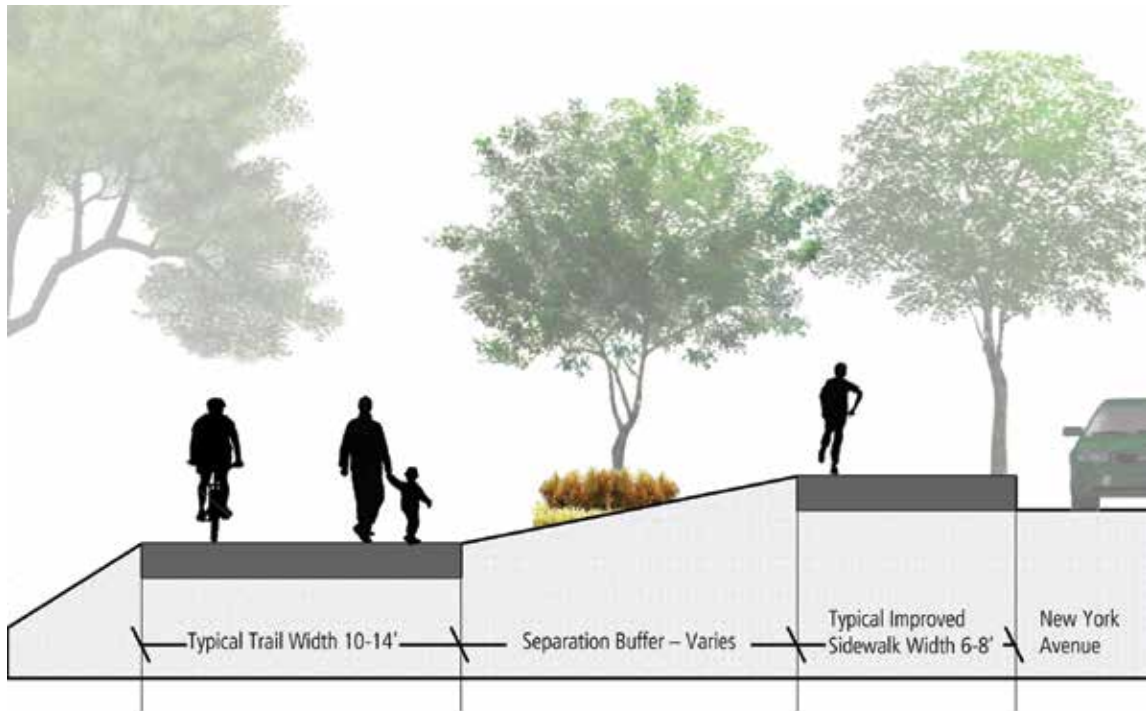 Typical Trail Width 10-14'
Separation Buffer – Varies
Typical Improved
Sidewalk Width 6-8'
New York
Avenue